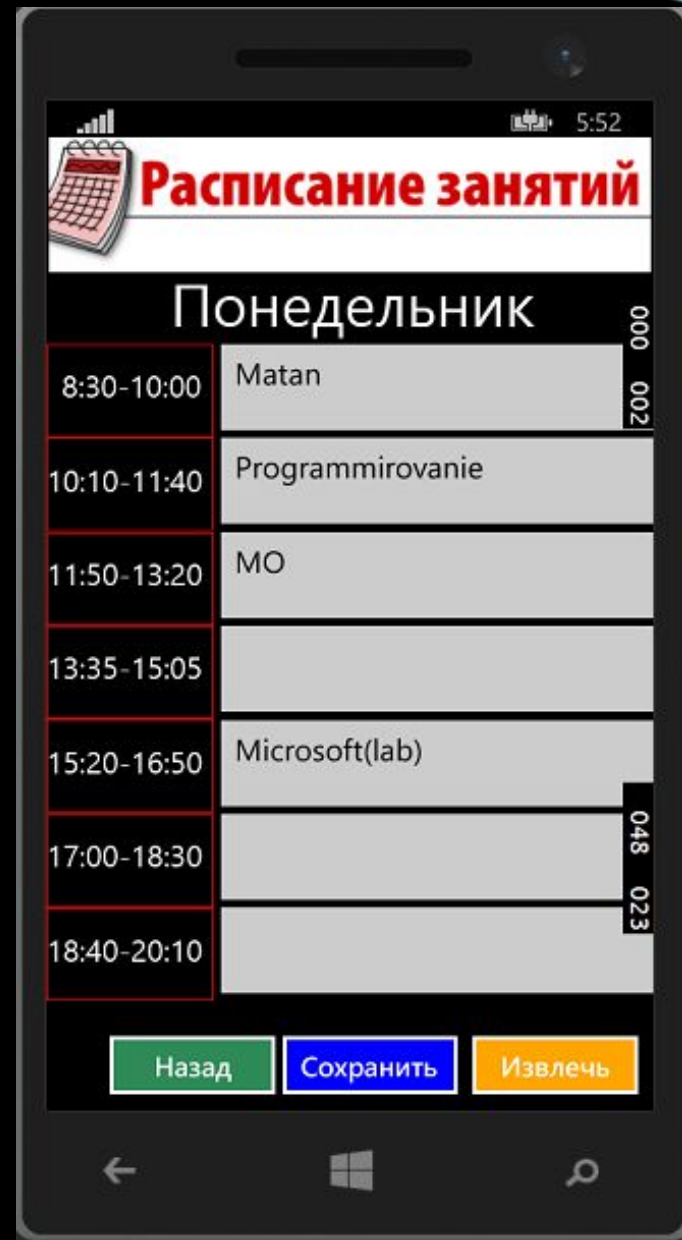 5:52
Расписание занятий
Понедельник
000 002
8:30-10:00 Matan
10:10-11:40 Programmirovanie
11:50-13:20 MO
13:35-15:05
15:20-16:50 Microsoft(lab)
17:00-18:30
048 023
18:40-20:10
Назад Сохранить Извлечь